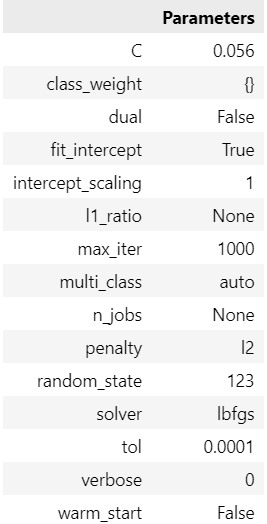 Parameters
C 0.056
class_weight {}
dual False
fit_intercept True
intercept_scaling 1
l1_ratio None
max_iter 1000
multi_class auto
n_jobs None
penalty l2
random_state 123
solver lbfgs
tol 0.0001
verbose 0
warm_start False